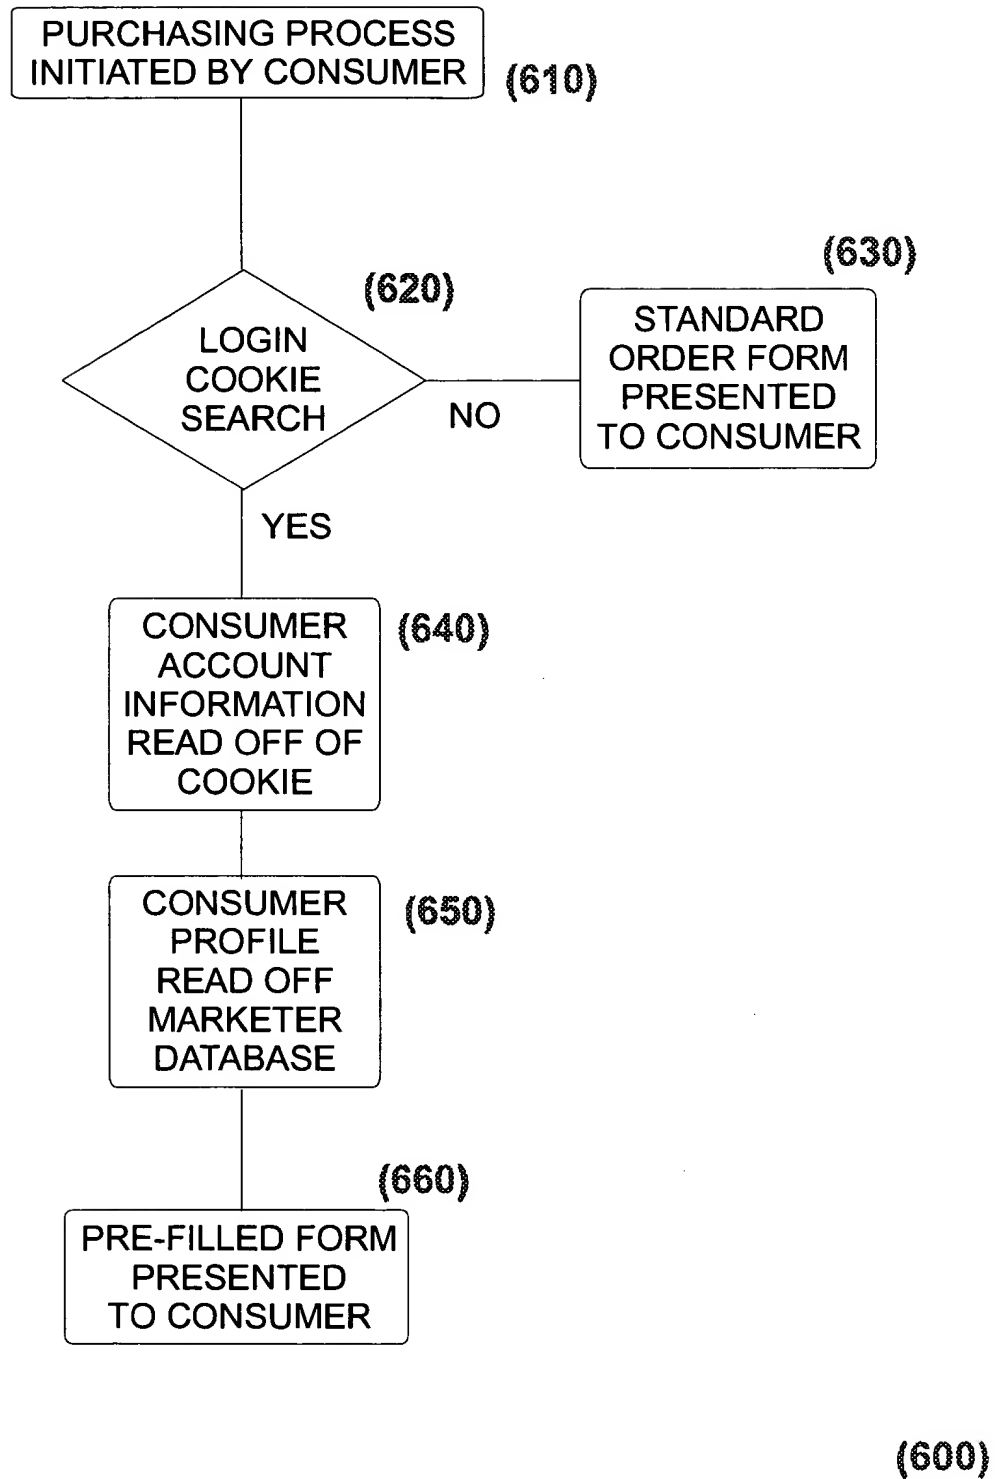 PURCHASING PROCESS
INITIATED BY CONSUMER
(610)
(620)
LOGIN
COOKIE
SEARCH
NO
(630)
STANDARD
ORDER FORM
PRESENTED
TO CONSUMER
YES
CONSUMER
ACCOUNT
INFORMATION
READ OFF OF
COOKIE
(640)
CONSUMER
PROFILE
READ OFF
MARKETER
DATABASE
(650)
(660)
PRE-FILLED FORM
PRESENTED
TO CONSUMER
(600)